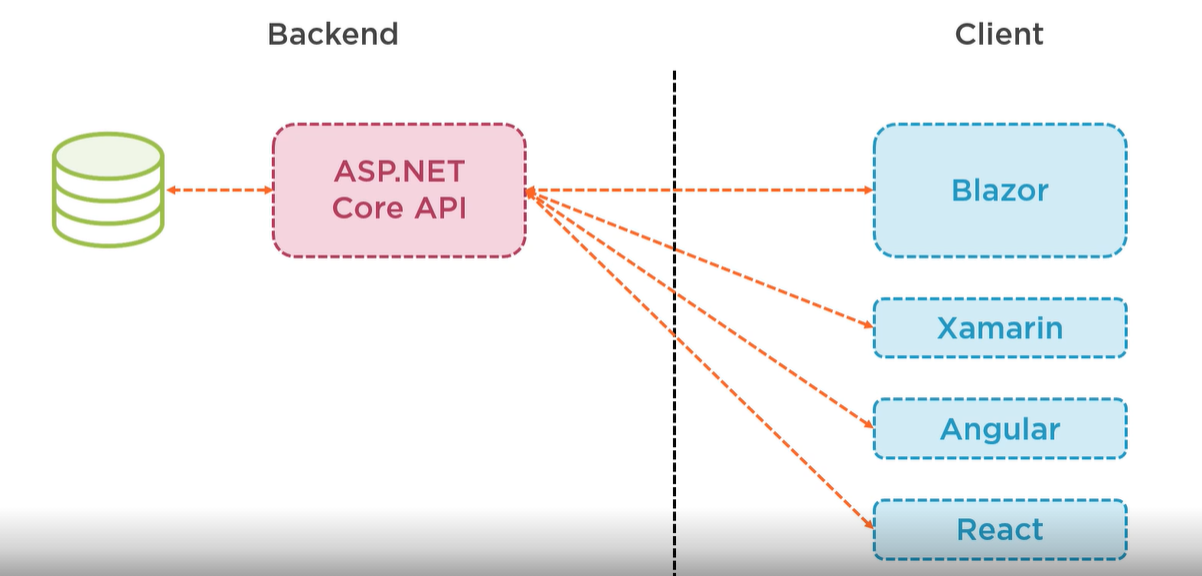 Backend
Client
ASP.NET
Core API
Blazor
Xamarin
Angular
React